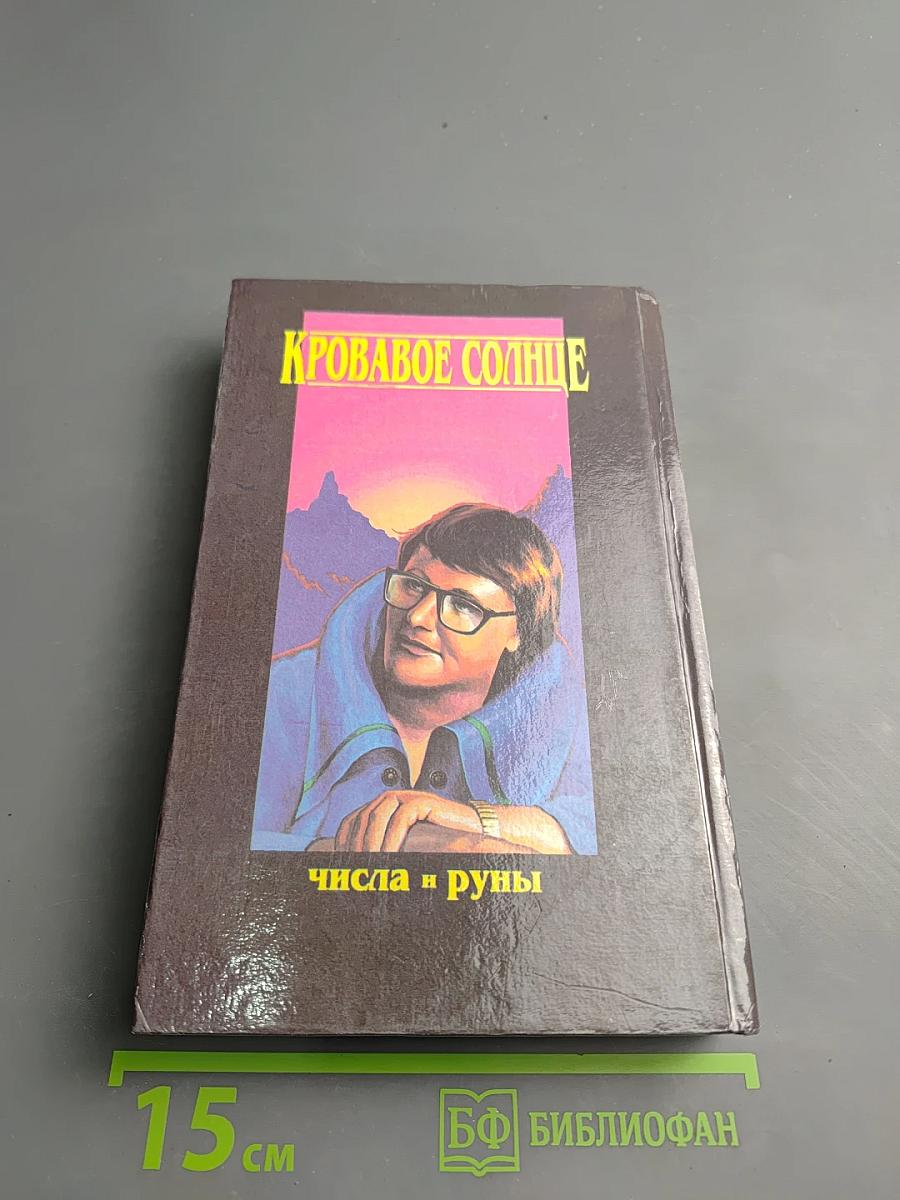 КРОВАВОЕ СОЛНЦЕ
числа и руны
15 см
БФ БИБЛИОФАН